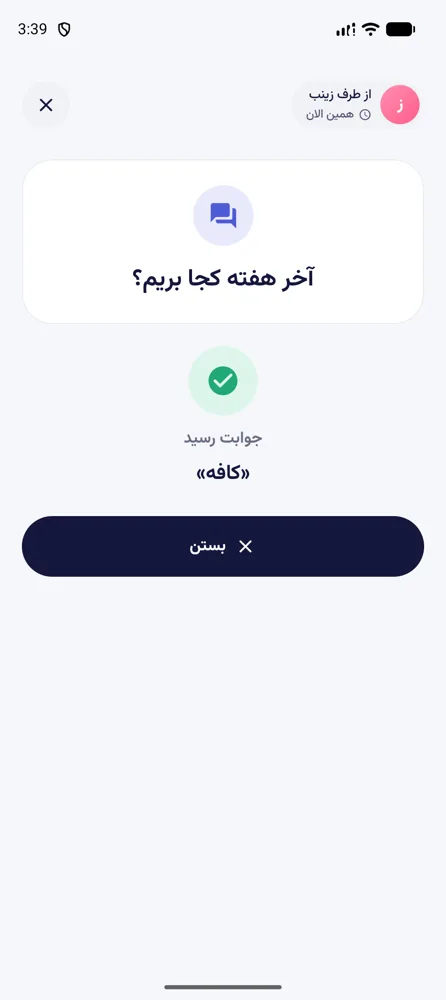 3:39
از طرف زینب
همین الان
ز
آخر هفته کجا بریم؟
جوابت رسید
«کافه»
بستن